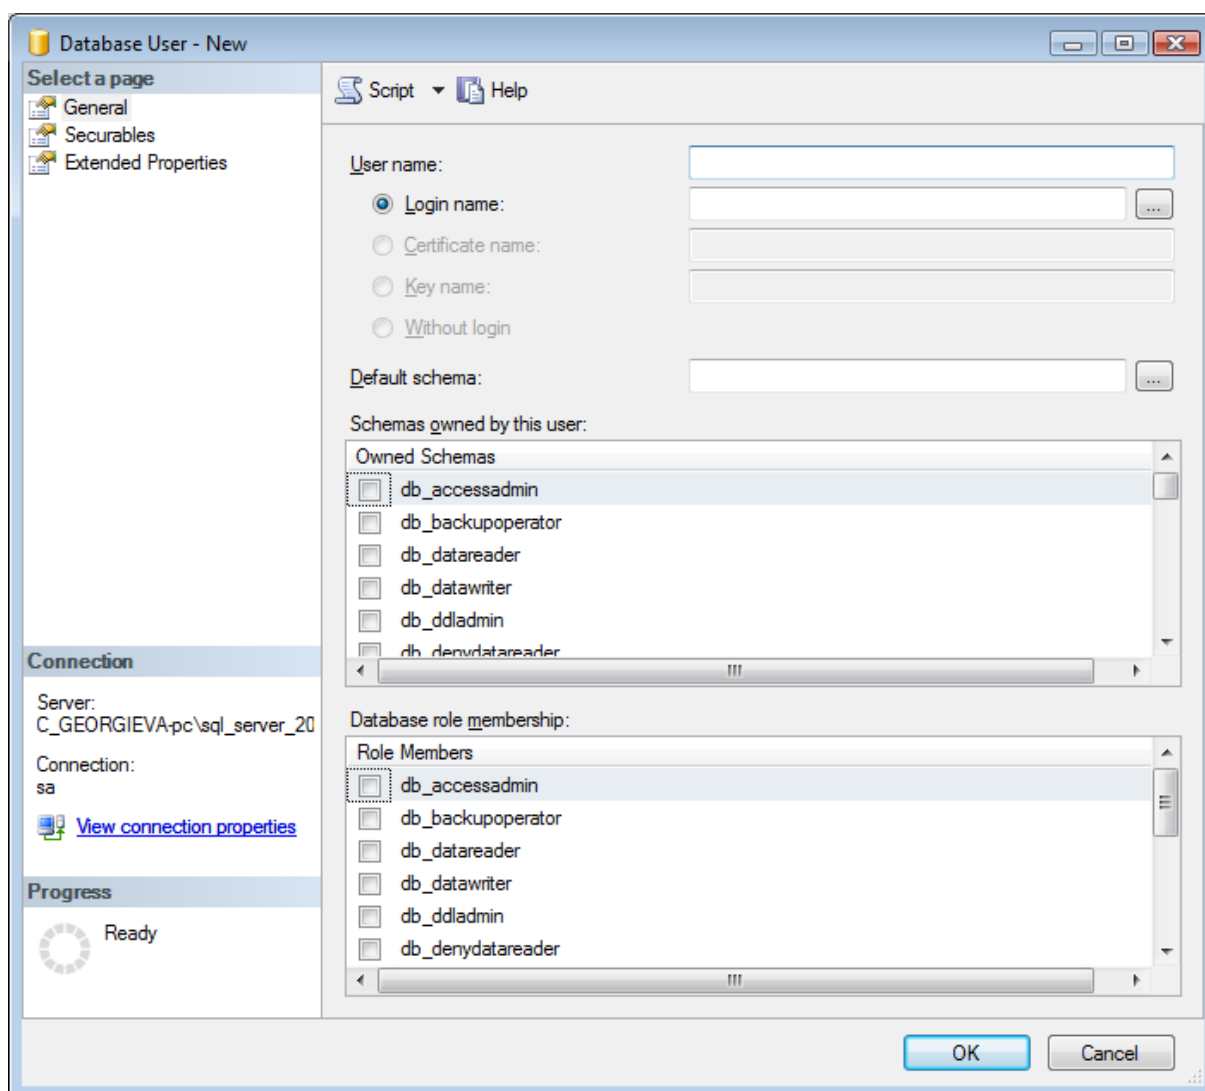 Database User - New
Select a page
General
Securables
Extended Properties
Script
Help
User name:
Login name:
...
Certificate name:
Key name:
Without login
Default schema:
...
Schemas owned by this user:
Owned Schemas
db_accessadmin
db_backupoperator
db_datareader
db_datawriter
db_ddladmin
db_denydatareader
Database role membership:
Role Members
db_accessadmin
db_backupoperator
db_datareader
db_datawriter
db_ddladmin
db_denydatareader
Connection
Server:
C_GEORGIEVA-pc\sql_server_20
Connection:
sa
View connection properties
Progress
Ready
OK
Cancel